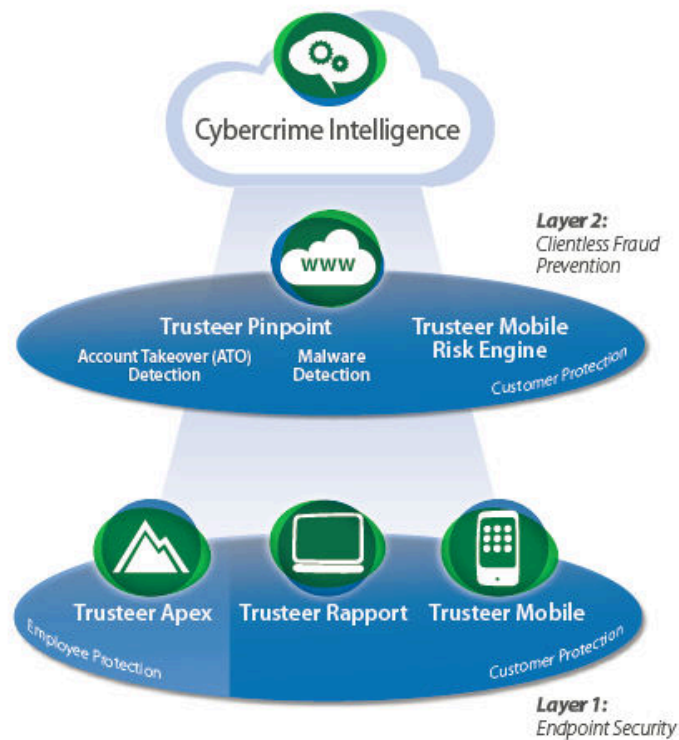 Cybercrime Intelligence
Layer 2:
Clientless Fraud
Prevention
www
Trusteer Pinpoint
Account Takeover (ATO)
Detection
Malware
Detection
Trusteer Mobile
Risk Engine
Customer Protection
Trusteer Apex
Trusteer Rapport
Trusteer Mobile
Employee Protection
Customer Protection
Layer 1:
Endpoint Security